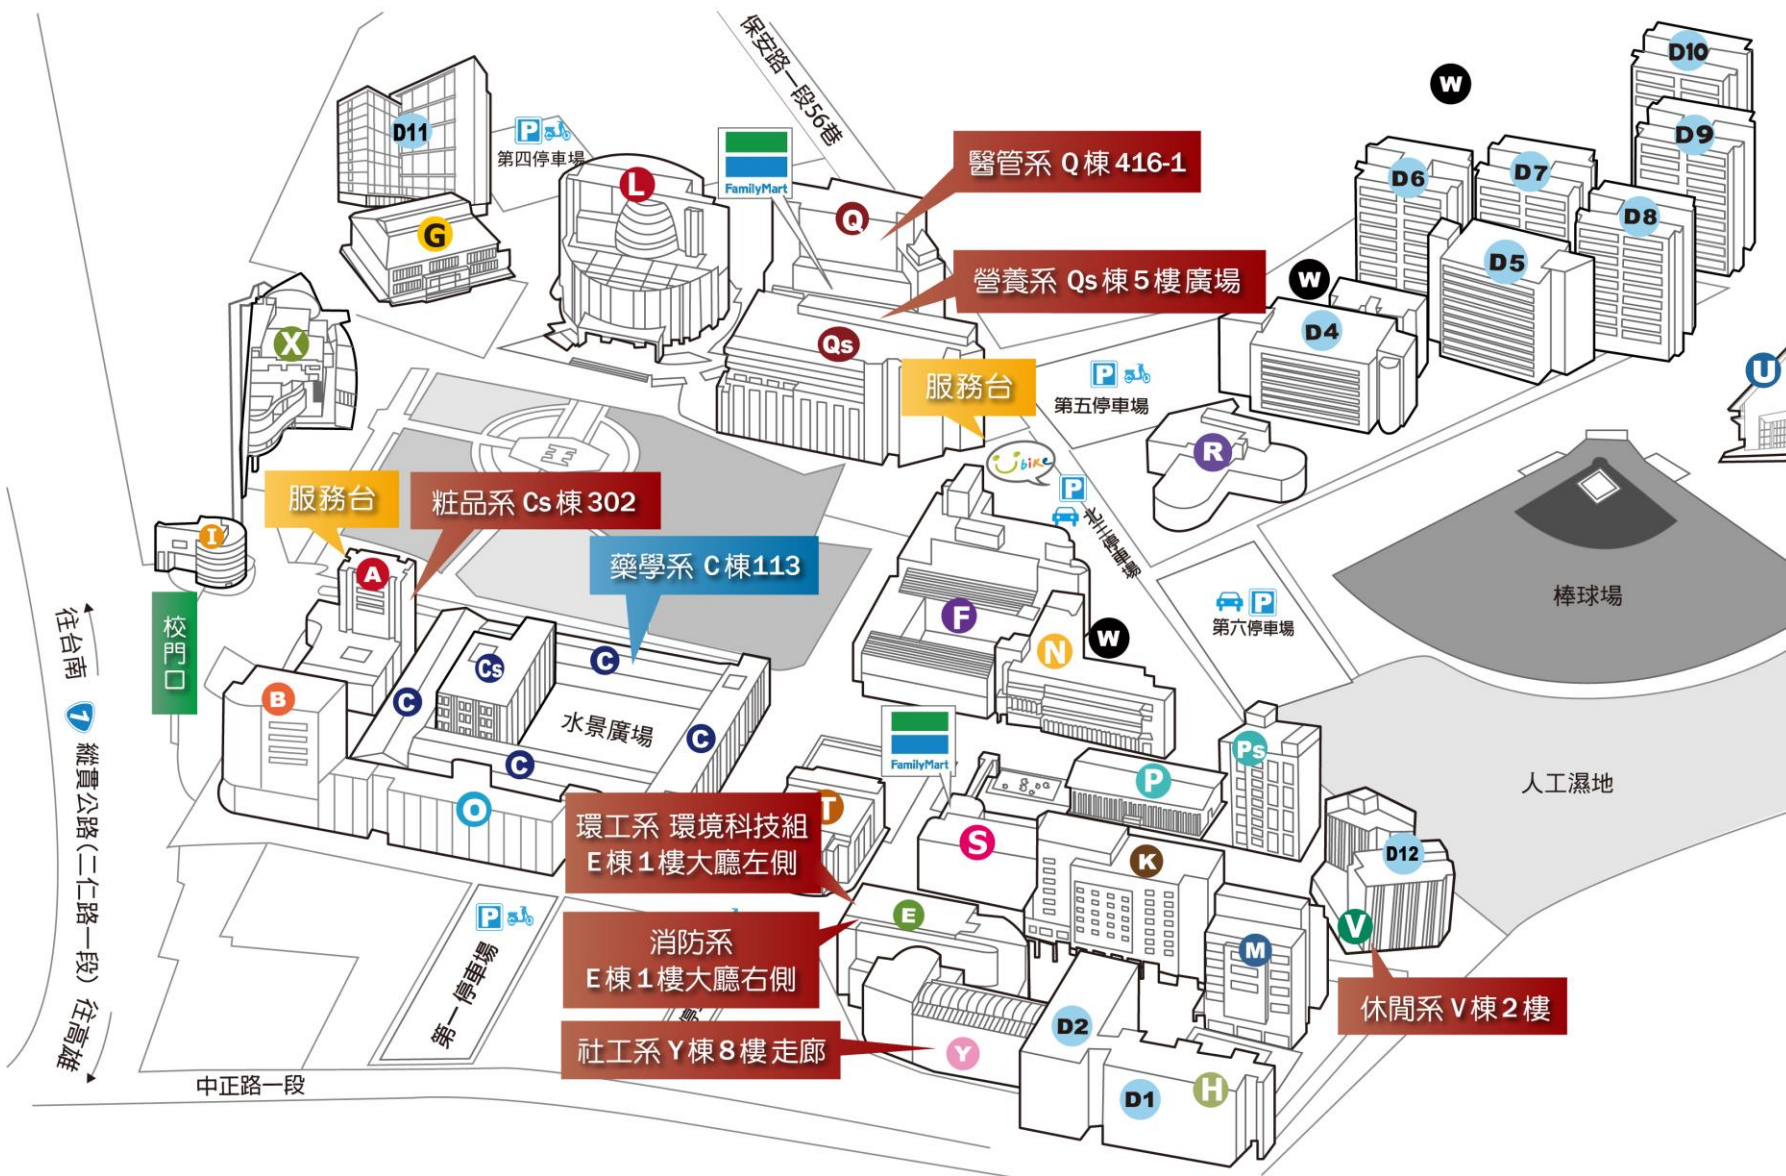 保安路一段56巷
W
D10
D11
P
第四停車場
FamilyMart
醫管系 Q棟 416-1
D9
D6
D7
D8
L
Q
G
營養系 Qs棟 5樓 廣場
W
D5
D4
X
Qs
服務台
P
第五停車場
U
Ubike
R
P
北三停車場
服務台
粧品系 Cs棟 302
I
A
藥學系 C棟113
棒球場
P
第六停車場
校門口
往台南
1
縱貫公路(二仁路一段)
往高雄
F
N
W
B
Cs
C
C
C
C
水景廣場
O
FamilyMart
Ps
P
人工濕地
T
S
K
D12
V
環工系 環境科技組
E棟 1樓大廳左側
E
消防系
E棟 1樓大廳右側
M
P
第一停車場
休閒系 V棟 2樓
D2
社工系 Y棟 8樓 走廊
Y
D1
H
中正路一段